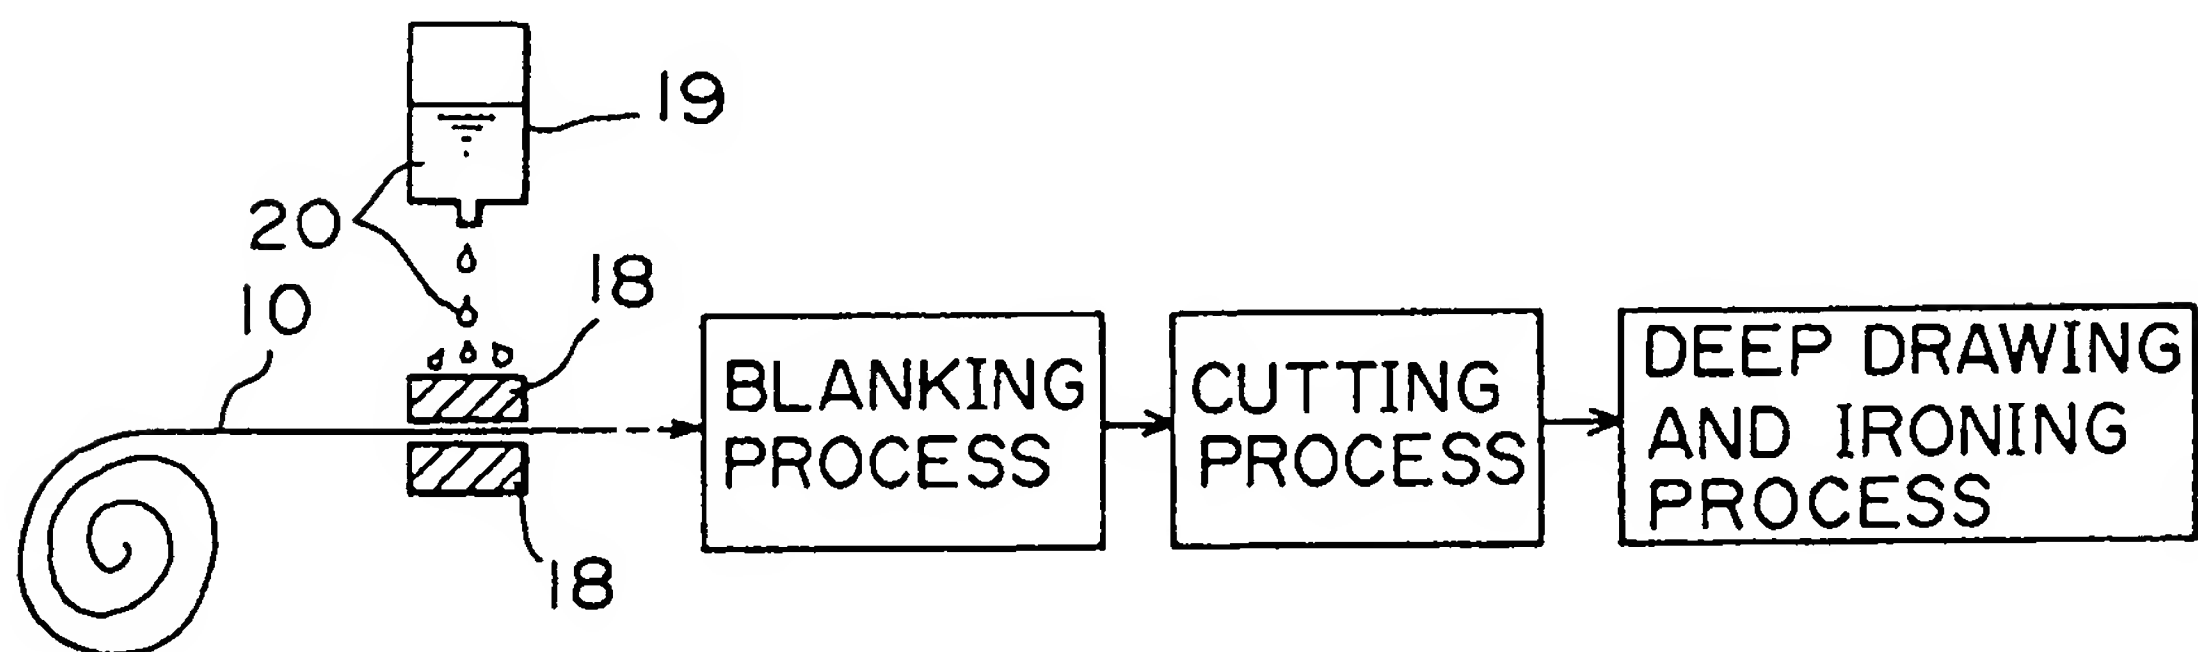 19
20
18
10
BLANKING
PROCESS
CUTTING
PROCESS
DEEP DRAWING
AND IRONING
PROCESS
18